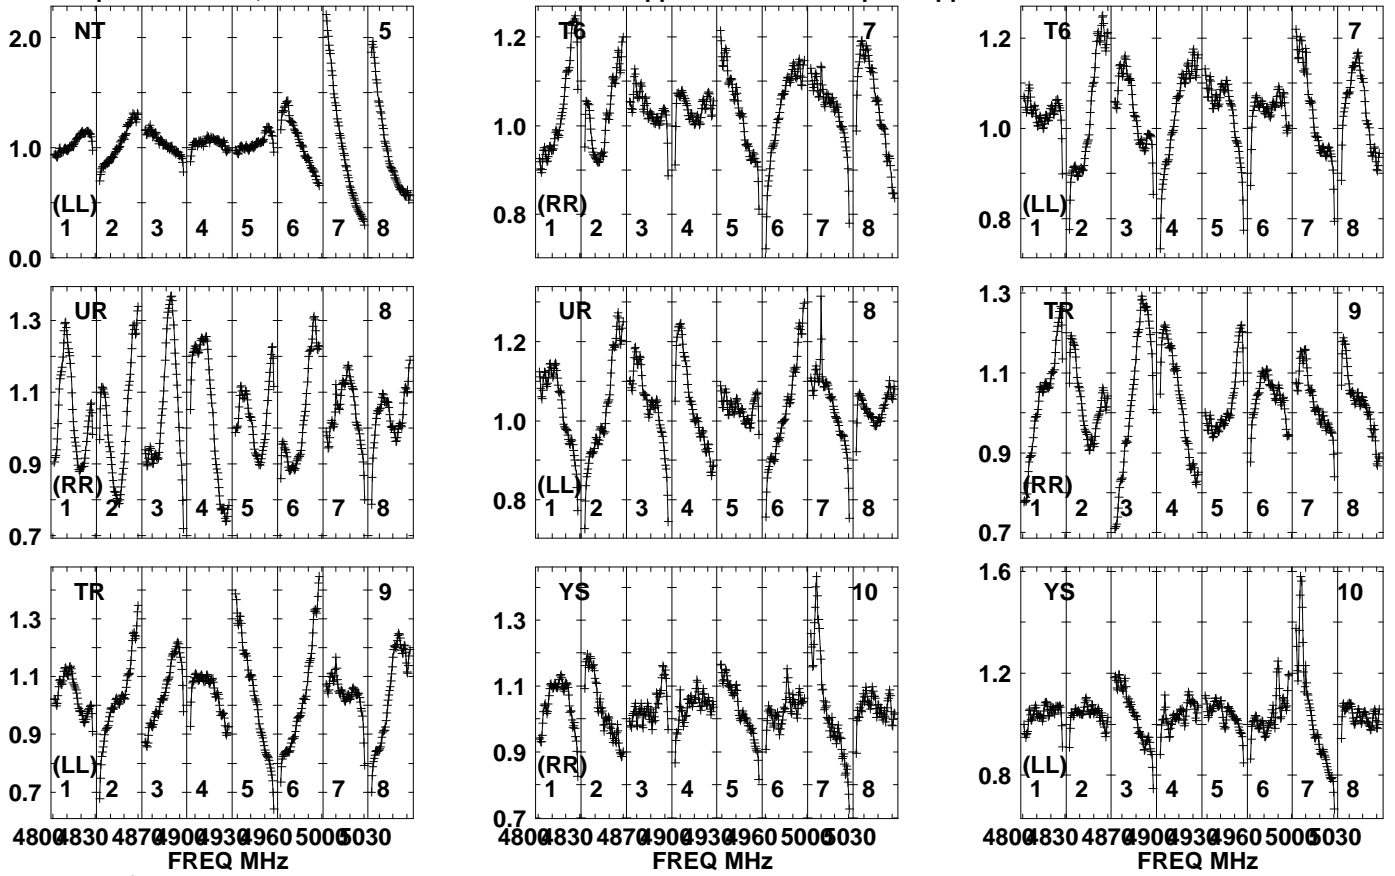 NT 5
2.0
1.0
0.0
(LL)
1 2 3 4 5 6 7 8
T6 7
1.2
1.0
0.8
(RR)
1 2 3 4 5 6 7 8
T6 7
1.2
1.0
0.8
(LL)
1 2 3 4 5 6 7 8
UR 8
1.3
1.1
0.9
0.7
(RR)
1 2 3 4 5 6 7 8
UR 8
1.2
1.0
0.8
(LL)
1 2 3 4 5 6 7 8
TR 9
1.3
1.1
0.9
0.7
(RR)
1 2 3 4 5 6 7 8
TR 9
1.3
1.1
0.9
0.7
(LL)
1 2 3 4 5 6 7 8
4800 4830 4870 4900 4930 4960 5000 5030
FREQ MHz
YS 10
1.3
1.1
0.9
0.7
(RR)
1 2 3 4 5 6 7 8
4800 4830 4870 4900 4930 4960 5000 5030
FREQ MHz
YS 10
1.6
1.2
0.8
(LL)
1 2 3 4 5 6 7 8
4800 4830 4870 4900 4930 4960 5000 5030
FREQ MHz